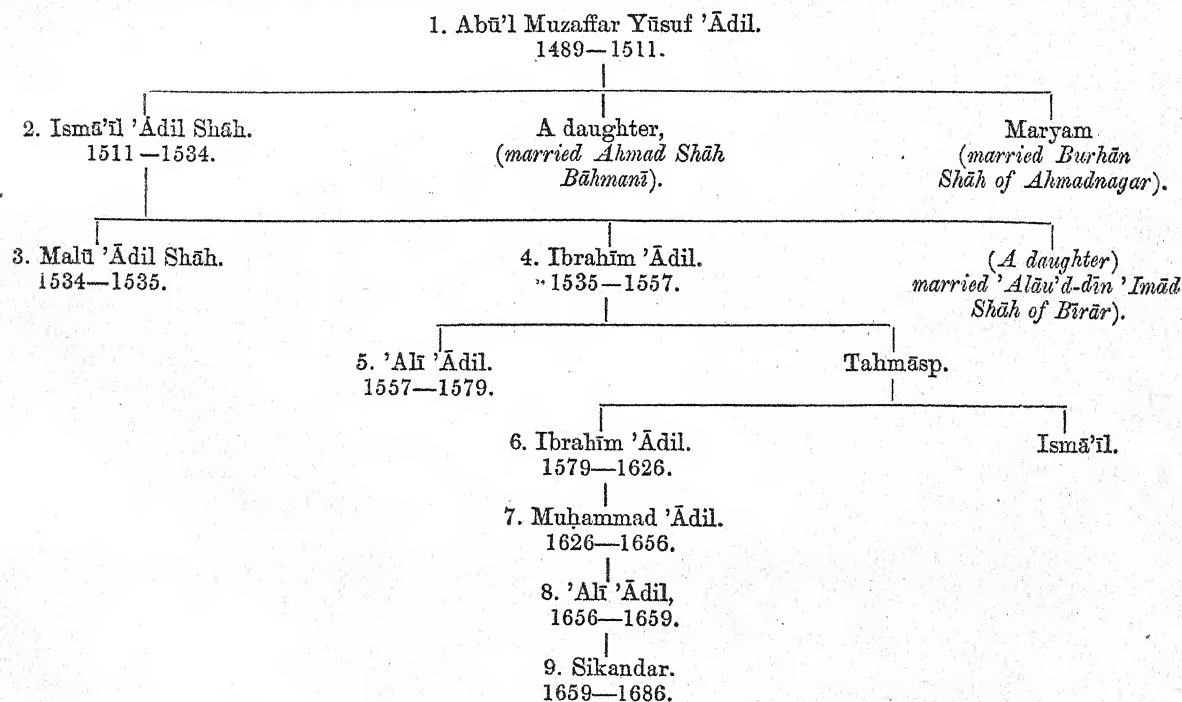 1. Abū'l Muzaffar Yūsuf 'Ādil.
1489—1511.
2. Ismā'īl 'Ādil Shāh.
1511—1534.
A daughter,
(married Ahmad Shāh
Bāhmanī).
Maryam
(married Burhān
Shāh of Ahmadnagar).
3. Malū 'Ādil Shāh.
1534—1535.
4. Ibrahīm 'Ādil.
1535—1557.
(A daughter)
married 'Alāu'd-dīn 'Imād
Shāh of Bīrār).
5. 'Alī 'Ādil.
1557—1579.
Tahmāsp.
6. Ibrahīm 'Ādil.
1579—1626.
Ismā'īl.
7. Muḥammad 'Ādil.
1626—1656.
8. 'Alī 'Ādil,
1656—1659.
9. Sikandar.
1659—1686.